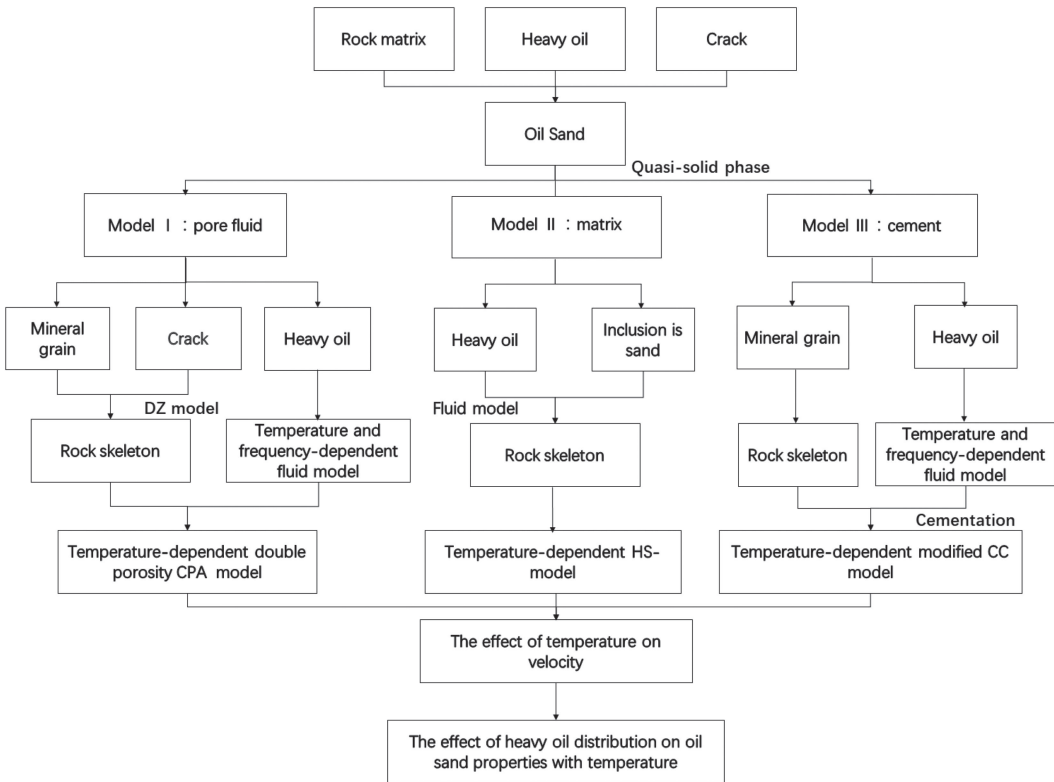 Rock matrix
Heavy oil
Crack
Oil Sand
Quasi-solid phase
Model Ⅰ：pore fluid
Model Ⅱ：matrix
Model Ⅲ：cement
Mineral
grain
Crack
Heavy oil
Heavy oil
Inclusion is
sand
Mineral grain
Heavy oil
DZ model
Fluid model
Rock skeleton
Temperature and
frequency-dependent
fluid model
Rock skeleton
Rock skeleton
Temperature and
frequency-dependent
fluid model
Cementation
Temperature-dependent double
porosity CPA model
Temperature-dependent HS-
model
Temperature-dependent modified CC
model
The effect of temperature on
velocity
The effect of heavy oil distribution on oil
sand properties with temperature